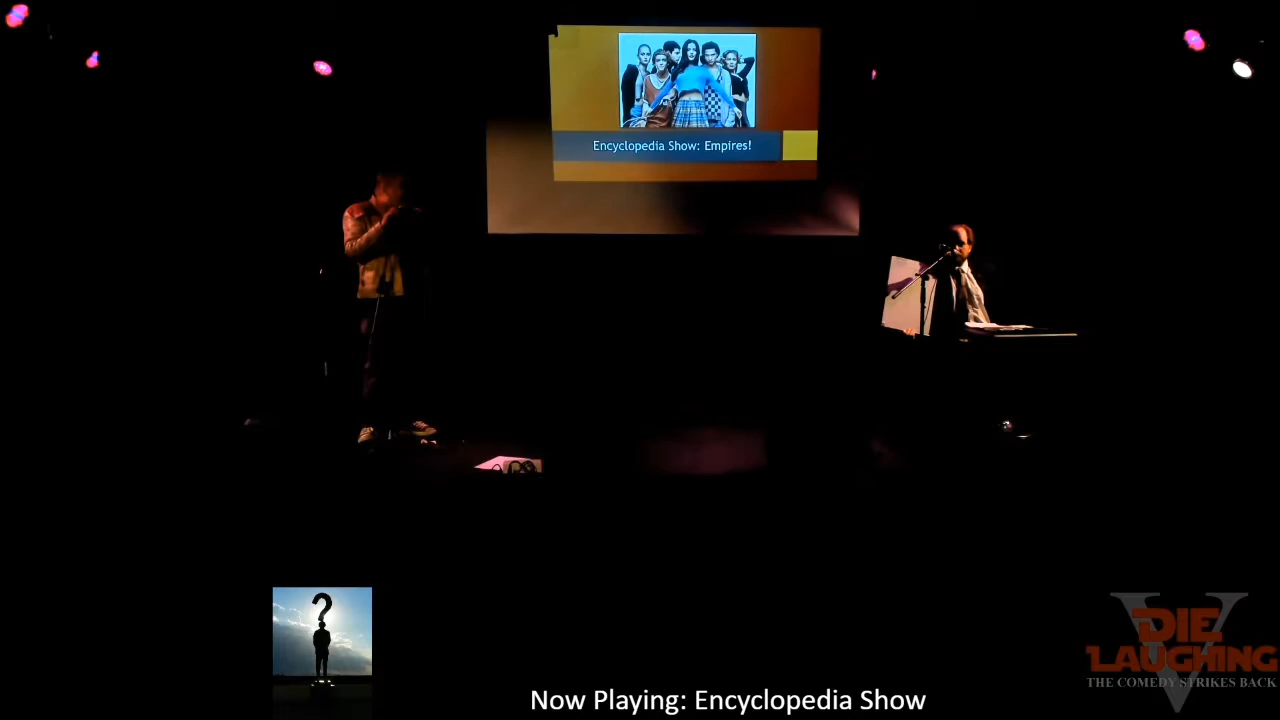 Encyclopedia Show: Empires!
?
V
DIE
LAUGHING
THE COMEDY STRIKES BACK
Now Playing: Encyclopedia Show